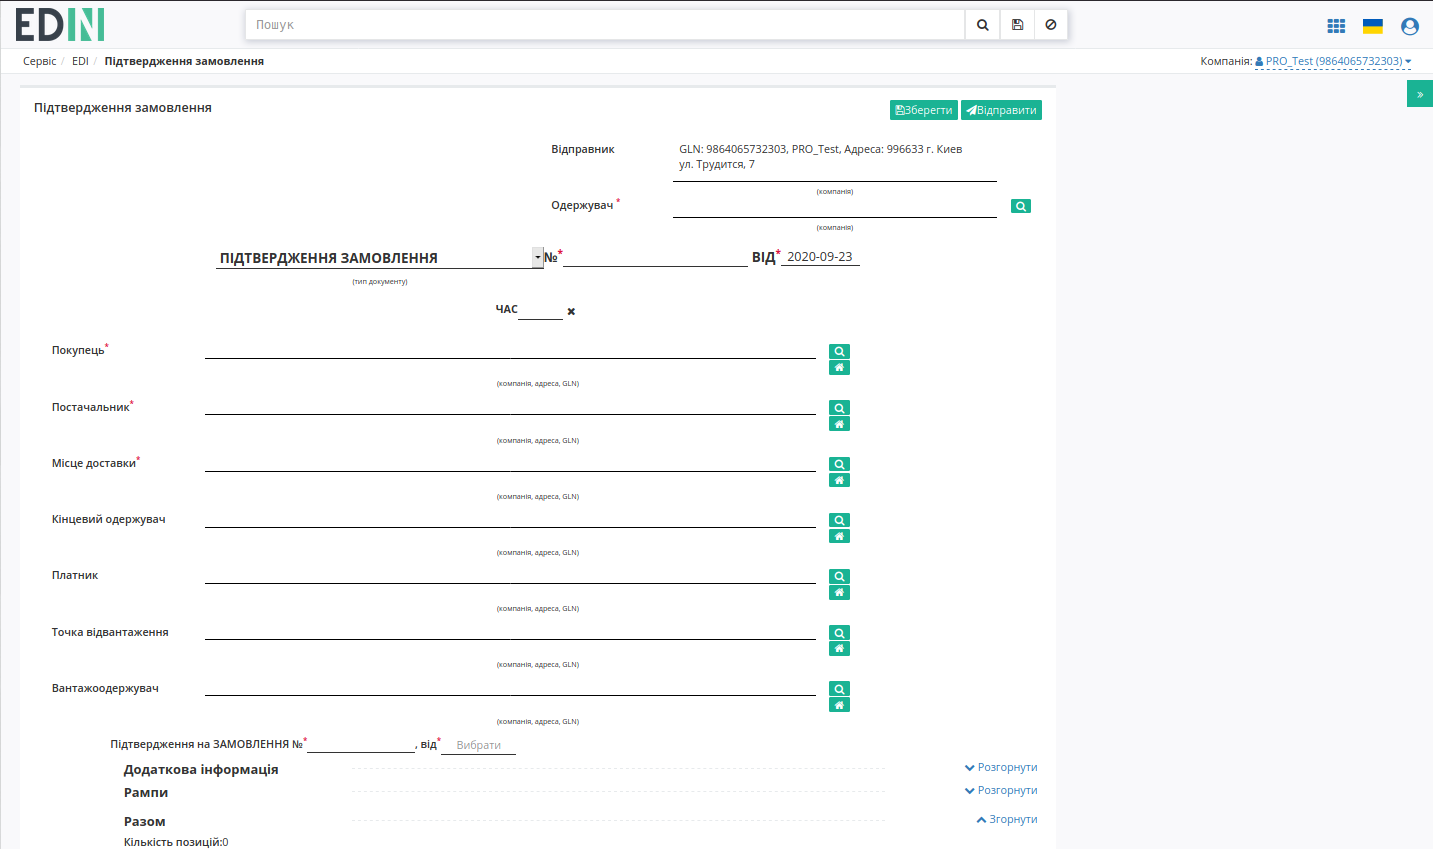 EDIN
Пошук
Сервіс / EDI / Підтвердження замовлення
Компанія: PRO_Test (9864065732303)
»
Підтвердження замовлення
Зберегти
Відправити
Відправник
GLN: 9864065732303, PRO_Test, Адреса: 996633 г. Киев
ул. Трудится, 7
(компанія)
Одержувач *
(компанія)
ПІДТВЕРДЖЕННЯ ЗАМОВЛЕННЯ №* ВІД* 2020-09-23
(тип документу)
ЧАС ✖
Покупець*
(компанія, адреса, GLN)
Постачальник*
(компанія, адреса, GLN)
Місце доставки*
(компанія, адреса, GLN)
Кінцевий одержувач
(компанія, адреса, GLN)
Платник
(компанія, адреса, GLN)
Точка відвантаження
(компанія, адреса, GLN)
Вантажоодержувач
(компанія, адреса, GLN)
Підтвердження на ЗАМОВЛЕННЯ №* , від* Вибрати
Додаткова інформація Розгорнути
Рампи Розгорнути
Разом Згорнути
Кількість позицій:0